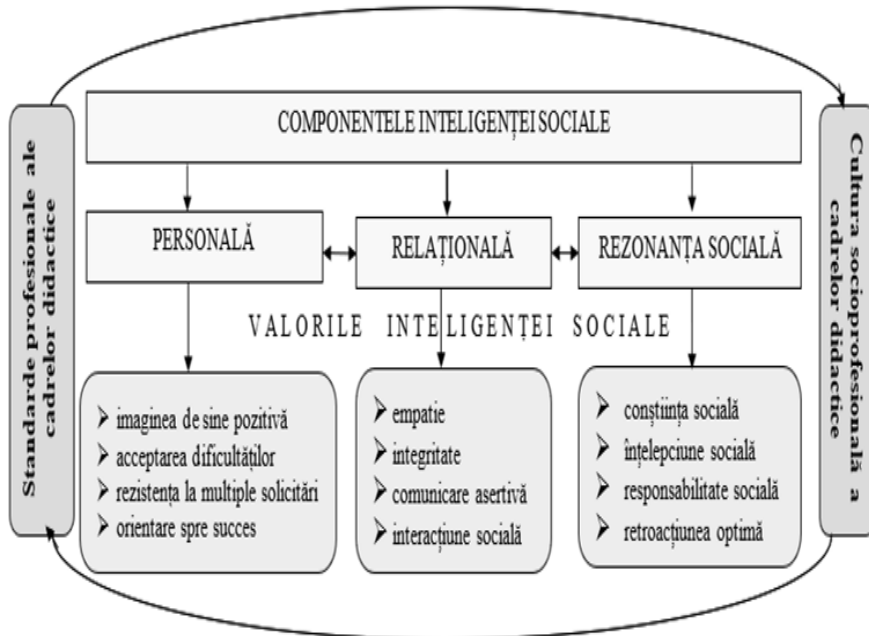 Standarde profesionale ale
cadrelor didactice
COMPONENTELE INTELIGENȚEI SOCIALE
PERSONALĂ
RELAȚIONALĂ
REZONANȚA SOCIALĂ
VALORILE INTELIGENȚEI SOCIALE
imaginea de sine pozitivă
acceptarea dificultăților
rezistența la multiple solicitări
orientare spre succes
empatie
integritate
comunicare asertivă
interacțiune socială
conștiința socială
înțelepciune socială
responsabilitate socială
retroacțiunea optimă
Cultura socioprofesională a
cadrelor didactice